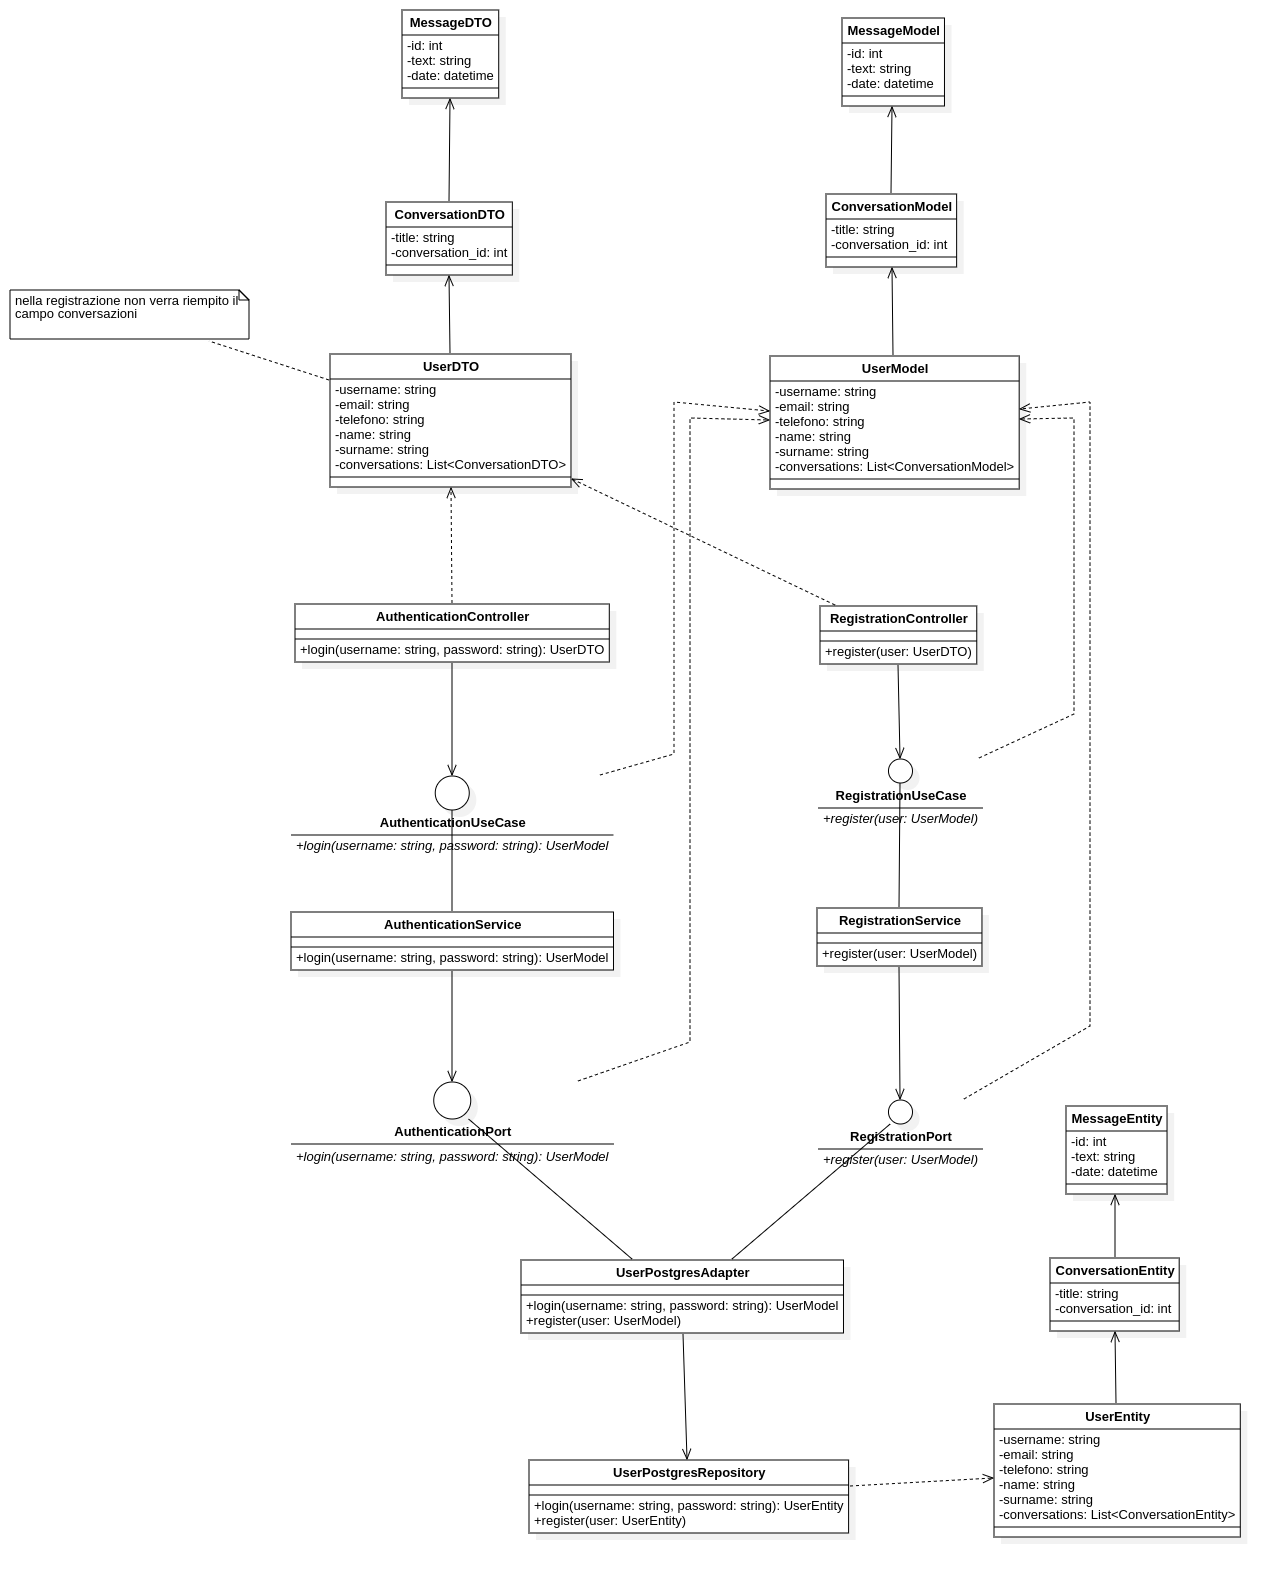 MessageDTO
-id: int
-text: string
-date: datetime
MessageModel
-id: int
-text: string
-date: datetime
ConversationDTO
-title: string
-conversation_id: int
ConversationModel
-title: string
-conversation_id: int
nella registrazione non verra riempito il
campo conversazioni
UserDTO
-username: string
-email: string
-telefono: string
-name: string
-surname: string
-conversations: List<ConversationDTO>
UserModel
-username: string
-email: string
-telefono: string
-name: string
-surname: string
-conversations: List<ConversationModel>
AuthenticationController
+login(username: string, password: string): UserDTO
RegistrationController
+register(user: UserDTO)
AuthenticationUseCase
+login(username: string, password: string): UserModel
RegistrationUseCase
+register(user: UserModel)
AuthenticationService
+login(username: string, password: string): UserModel
RegistrationService
+register(user: UserModel)
AuthenticationPort
+login(username: string, password: string): UserModel
RegistrationPort
+register(user: UserModel)
MessageEntity
-id: int
-text: string
-date: datetime
UserPostgresAdapter
+login(username: string, password: string): UserModel
+register(user: UserModel)
ConversationEntity
-title: string
-conversation_id: int
UserPostgresRepository
+login(username: string, password: string): UserEntity
+register(user: UserEntity)
UserEntity
-username: string
-email: string
-telefono: string
-name: string
-surname: string
-conversations: List<ConversationEntity>